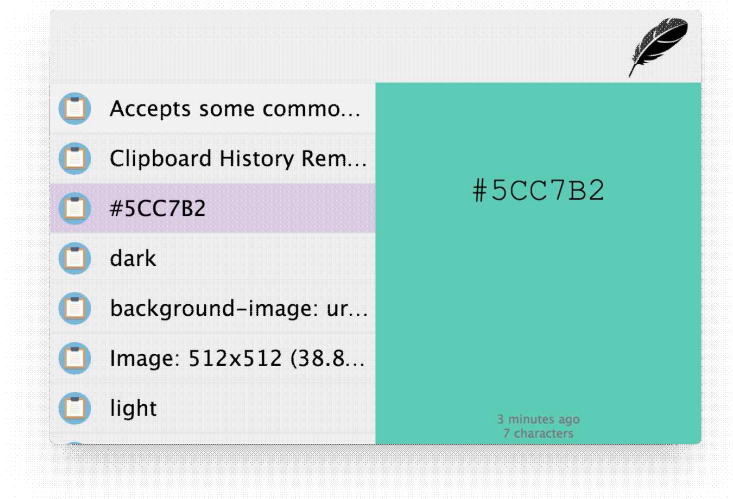 Accepts some commo...
Clipboard History Rem...
#5CC7B2
dark
background-image: ur...
Image: 512x512 (38.8...
light
#5CC7B2
3 minutes ago
7 characters